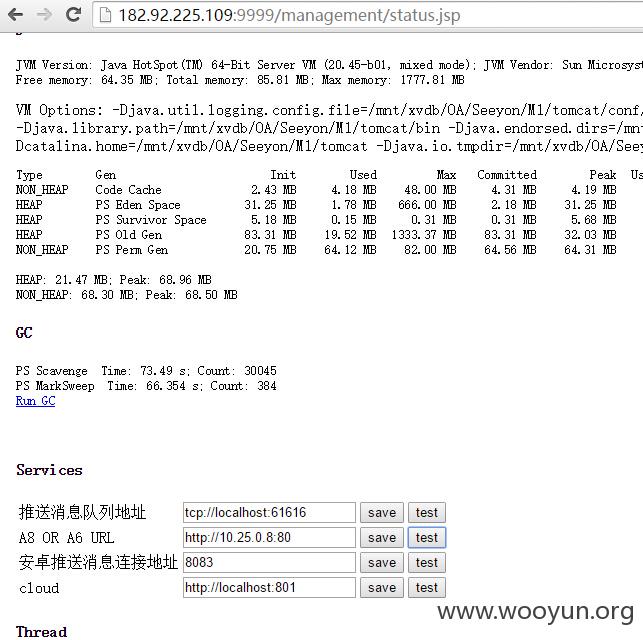 182.92.225.109:9999/management/status.jsp
JVM Version: Java HotSpot(TM) 64-Bit Server VM (20.45-b01, mixed mode); JVM Vendor: Sun Microsyst
Free memory: 64.35 MB; Total memory: 85.81 MB; Max memory: 1777.81 MB
VM Options: -Djava.util.logging.config.file=/mnt/xvdb/OA/Seeyon/M1/tomcat/conf/
-Djava.library.path=/mnt/xvdb/OA/Seeyon/M1/tomcat/bin -Djava.endorsed.dirs=/mn
Dcatalina.home=/mnt/xvdb/OA/Seeyon/M1/tomcat -Djava.io.tmpdir=/mnt/xvdb/OA/See
Type Gen Init Used Max Committed Peak Us
NON_HEAP Code Cache 2.43 MB 4.18 MB 48.00 MB 4.31 MB 4.19 MB
HEAP PS Eden Space 31.25 MB 1.78 MB 666.00 MB 2.18 MB 31.25 MB
HEAP PS Survivor Space 5.18 MB 0.15 MB 0.31 MB 0.31 MB 5.68 MB
HEAP PS Old Gen 83.31 MB 19.52 MB 1333.37 MB 83.31 MB 32.03 MB
NON_HEAP PS Perm Gen 20.75 MB 64.12 MB 82.00 MB 64.56 MB 64.31 MB
HEAP: 21.47 MB; Peak: 68.96 MB
NON_HEAP: 68.30 MB; Peak: 68.50 MB
GC
PS Scavenge Time: 73.49 s; Count: 30045
PS MarkSweep Time: 66.354 s; Count: 384
Run GC
Services
推送消息队列地址 tcp://localhost:61616 save test
A8 OR A6 URL http://10.25.0.8:80 save test
安卓推送消息连接地址 8083 save test
cloud http://localhost:801 save test
www.wooyun.org
Thread